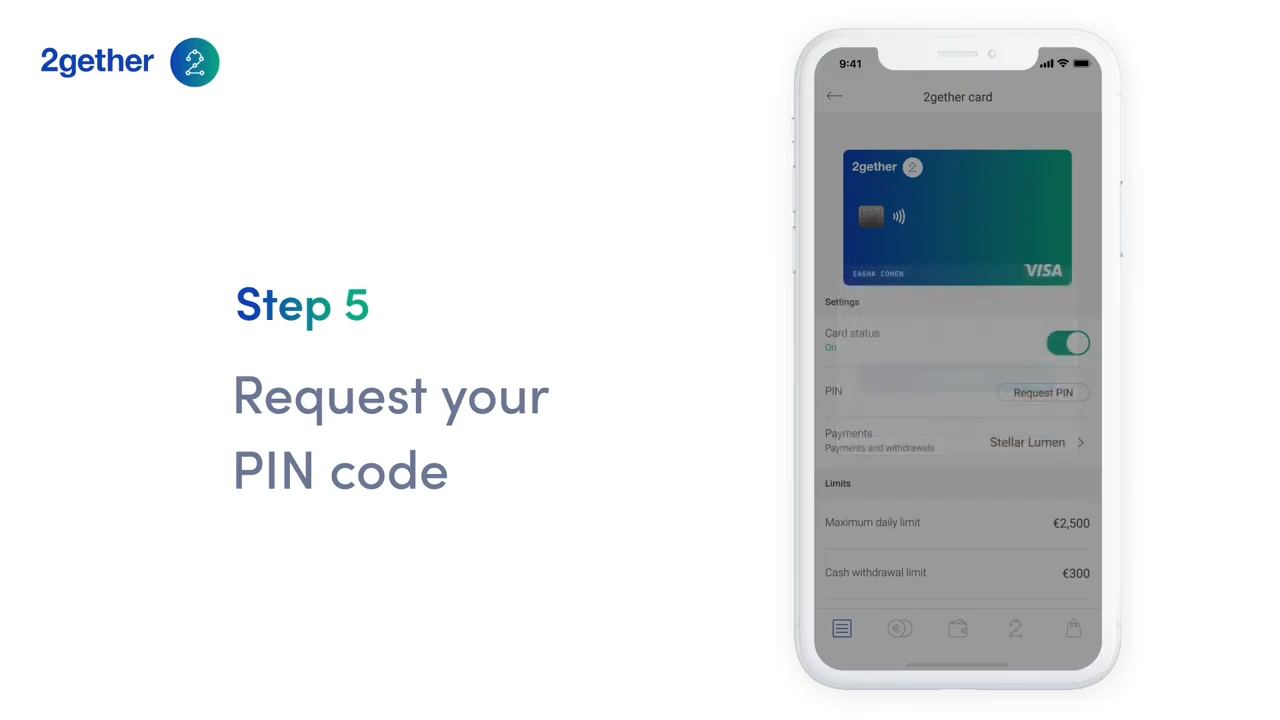 2gether
Step 5
Request your
PIN code
9:41
2gether card
2gether
SASHA COHEN
VISA
Settings
Card status
On
PIN
Request PIN
Payments
Payments and withdrawals
Stellar Lumen
Limits
Maximum daily limit
€2,500
Cash withdrawal limit
€300